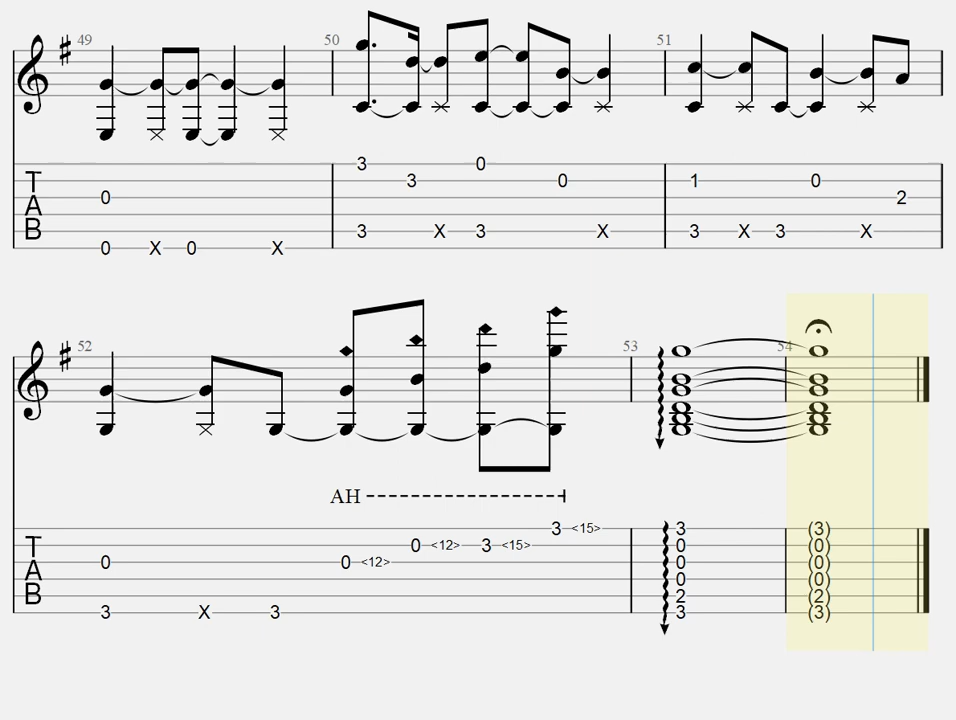 49 50 51
3 0
T 3 0 1 0
A 0 2
B 3 X 3 X 3 X 3 X
0 X 0 X
52 53 54
AH
3 <15> 3 (3)
T 0 <12> 3 <15> 0 (0)
A 0 0 <12> 0 (0)
0 (0)
B 2 (2)
3 X 3 3 (3)